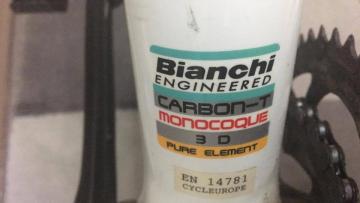 Bianchi
ENGINEERED
CARBON-T
MONOCOQUE
3 D
PURE ELEMENT
EN 14781
CYCLEUROPE